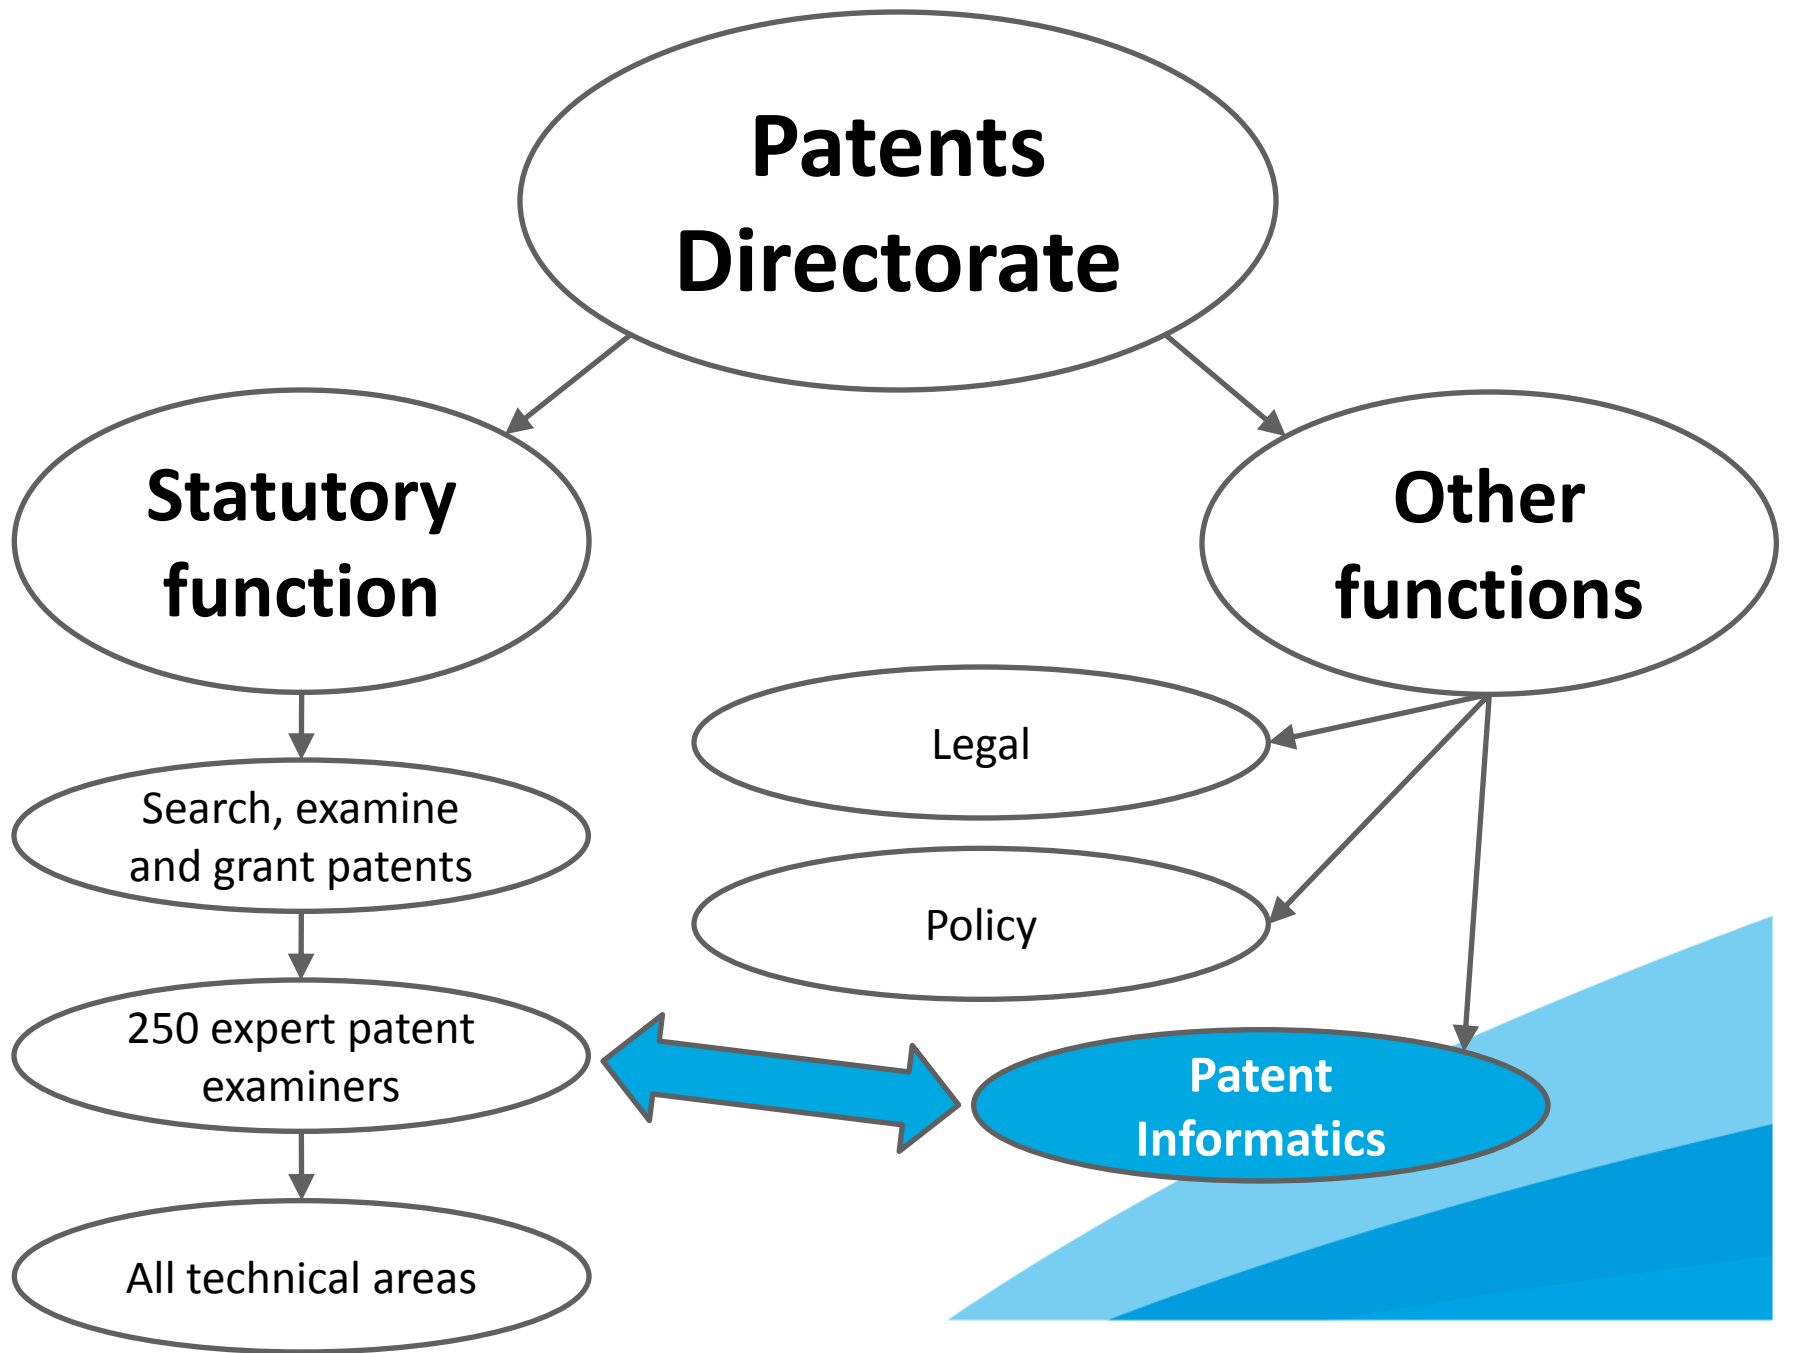 Patents
Directorate
Statutory
function
Other
functions
Legal
Search, examine
and grant patents
Policy
250 expert patent
examiners
Patent
Informatics
All technical areas